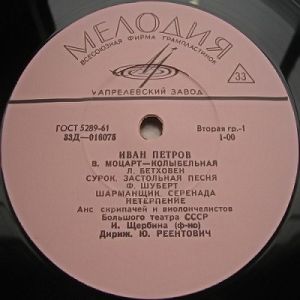 МЕЛОДИЯ
ВСЕСОЮЗНАЯ ФИРМА ГРАМПЛАСТИНОК
33
АПРЕЛЕВСКИЙ ЗАВОД
ГОСТ 5289-61
Вторая гр.-1
33Д—016075
1-00
ИВАН ПЕТРОВ
В. МОЦАРТ—КОЛЫБЕЛЬНАЯ
Л. БЕТХОВЕН
СУРОК. ЗАСТОЛЬНАЯ ПЕСНЯ
Ф. ШУБЕРТ
ШАРМАНЩИК. СЕРЕНАДА
НЕТЕРПЕНИЕ
Анс скрипачей и виолончелистов
Большого театра СССР
И. Щербина (ф-но)
Дириж. Ю. РЕЕНТОВИЧ